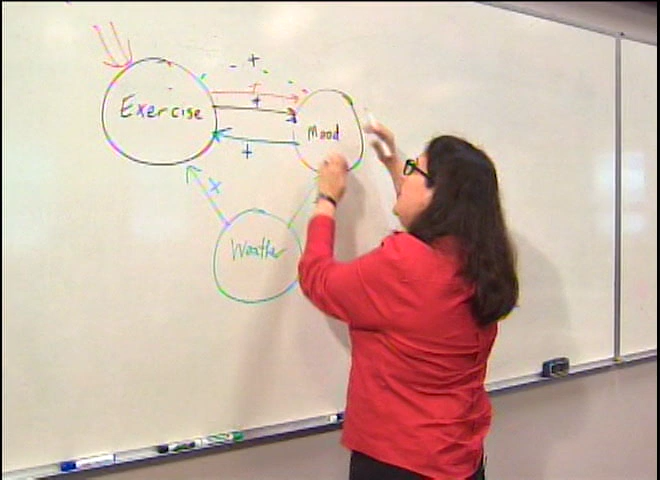 +
+
+
Exercise
Mood
+
x
Weather